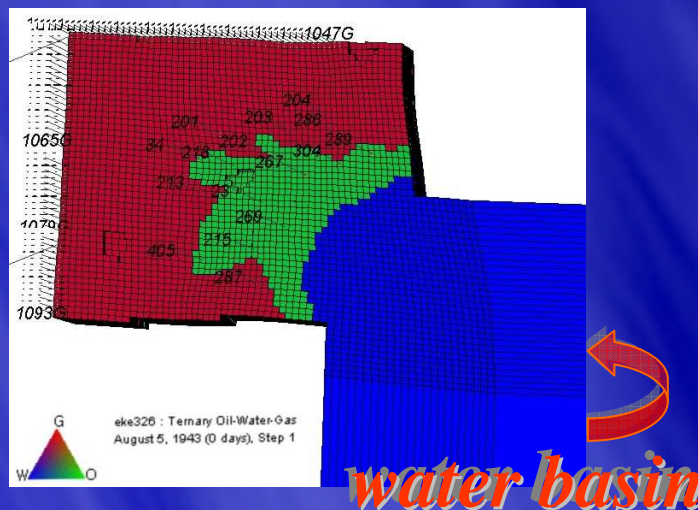 1047G
204
203 286
201
1065G 34 202 289
218 304
267
213
269
1079G
215
405
287
1093G
G
eke326 : Ternary Oil-Water-Gas
August 5, 1943 (0 days), Step 1
W O
water basin